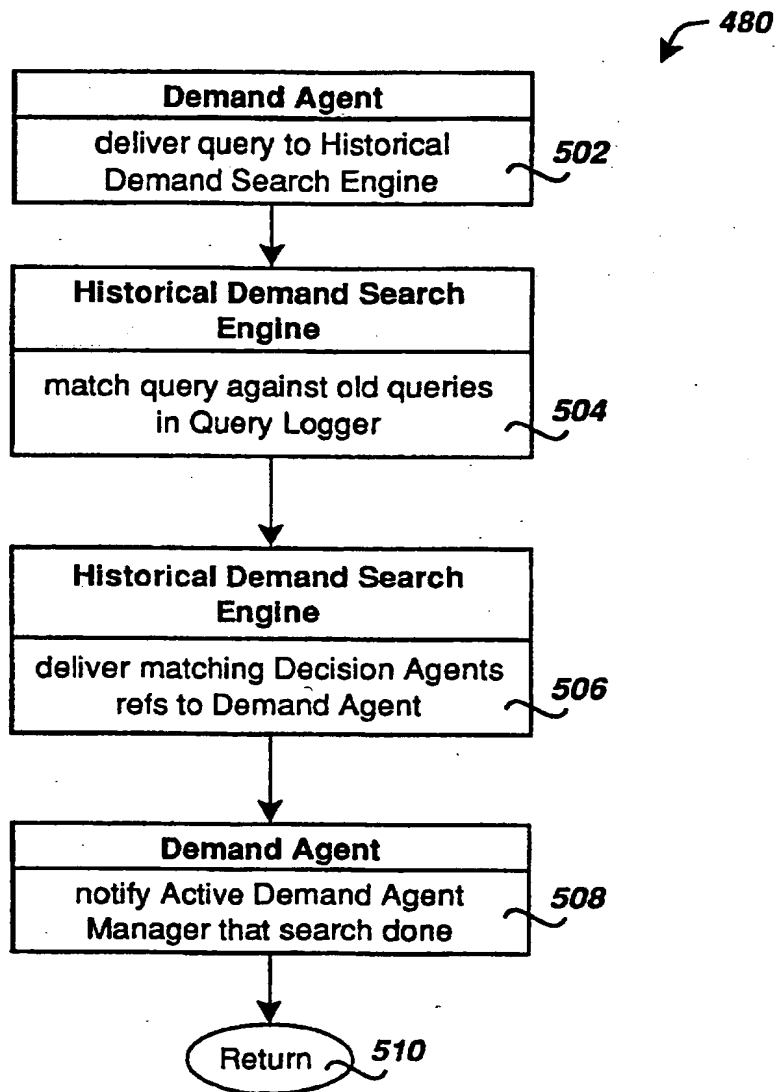 480
Demand Agent
deliver query to Historical
Demand Search Engine
502
Historical Demand Search
Engine
match query against old queries
in Query Logger
504
Historical Demand Search
Engine
deliver matching Decision Agents
refs to Demand Agent
506
Demand Agent
notify Active Demand Agent
Manager that search done
508
Return
510